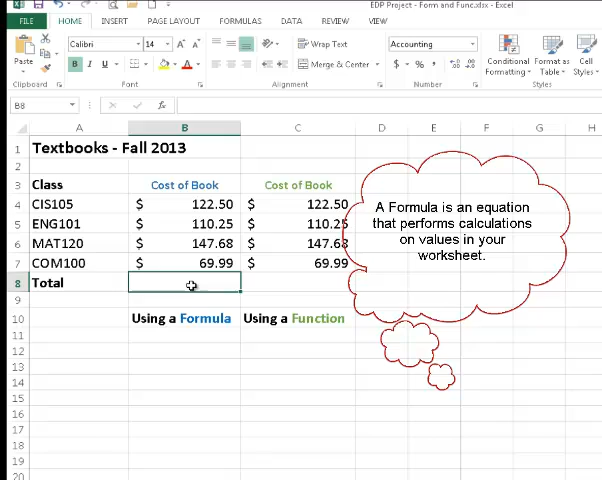 EDP Project - Form and Func.xlsx - Excel
FILE HOME INSERT PAGE LAYOUT FORMULAS DATA REVIEW VIEW
Calibri 14 A A Wrap Text Accounting
Paste B I U A Merge & Center $ % , Conditional Formatting Format as Table Cell Styles
Clipboard Font Alignment Number Styles
B8 fx
A B C D E F G H
1 Textbooks - Fall 2013
2
3 Class Cost of Book Cost of Book
4 CIS105 $ 122.50 $ 122.50
5 ENG101 $ 110.25 $ 110.25
6 MAT120 $ 147.68 $ 147.68
7 COM100 $ 69.99 $ 69.99
8 Total
9
10 Using a Formula Using a Function
11
12
13
14
15
16
17
18
19
20
A Formula is an equation
that performs calculations
on values in your
worksheet.